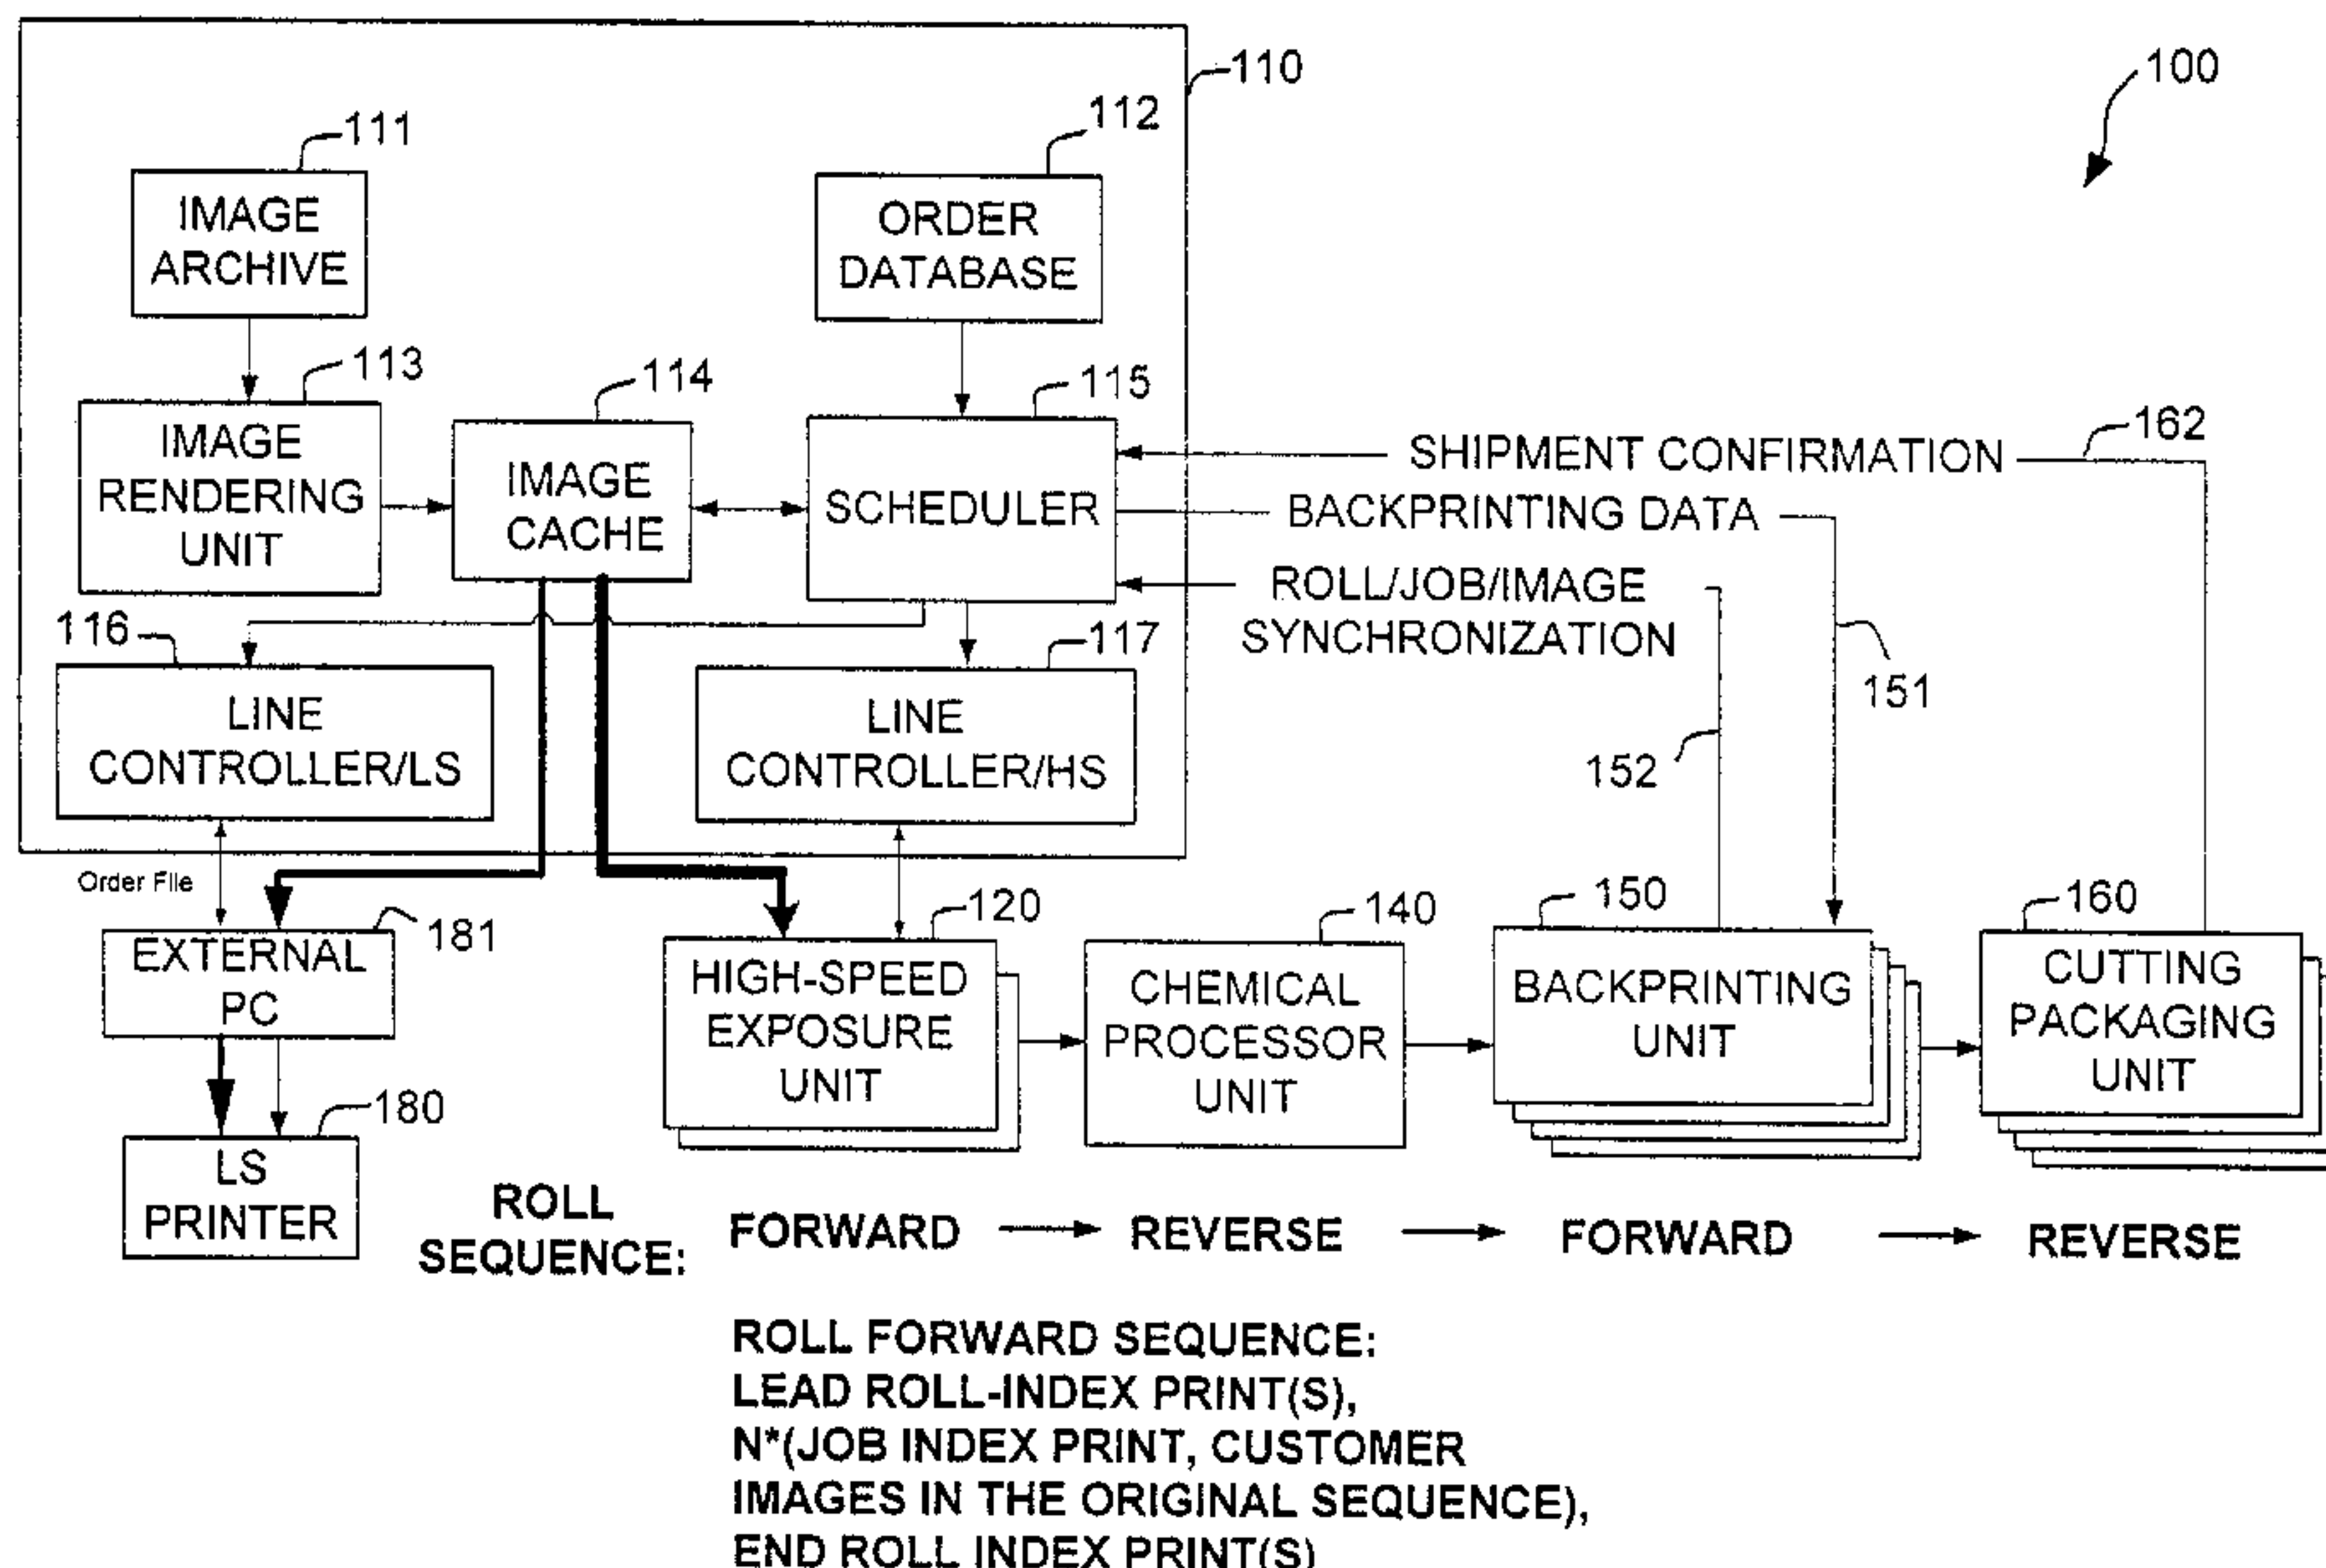 110
100
111
112
IMAGE
ARCHIVE
ORDER
DATABASE
113
114
115
IMAGE
RENDERING
UNIT
IMAGE
CACHE
SCHEDULER
162
SHIPMENT CONFIRMATION
BACKPRINTING DATA
ROLL/JOB/IMAGE
SYNCHRONIZATION
116
117
151
152
LINE
CONTROLLER/LS
LINE
CONTROLLER/HS
Order File
181
120
140
150
160
EXTERNAL
PC
HIGH-SPEED
EXPOSURE
UNIT
CHEMICAL
PROCESSOR
UNIT
BACKPRINTING
UNIT
CUTTING
PACKAGING
UNIT
180
LS
PRINTER
ROLL
SEQUENCE:
FORWARD
REVERSE
FORWARD
REVERSE
ROLL FORWARD SEQUENCE:
LEAD ROLL-INDEX PRINT(S),
N*(JOB INDEX PRINT, CUSTOMER
IMAGES IN THE ORIGINAL SEQUENCE),
END ROLL INDEX PRINT(S)